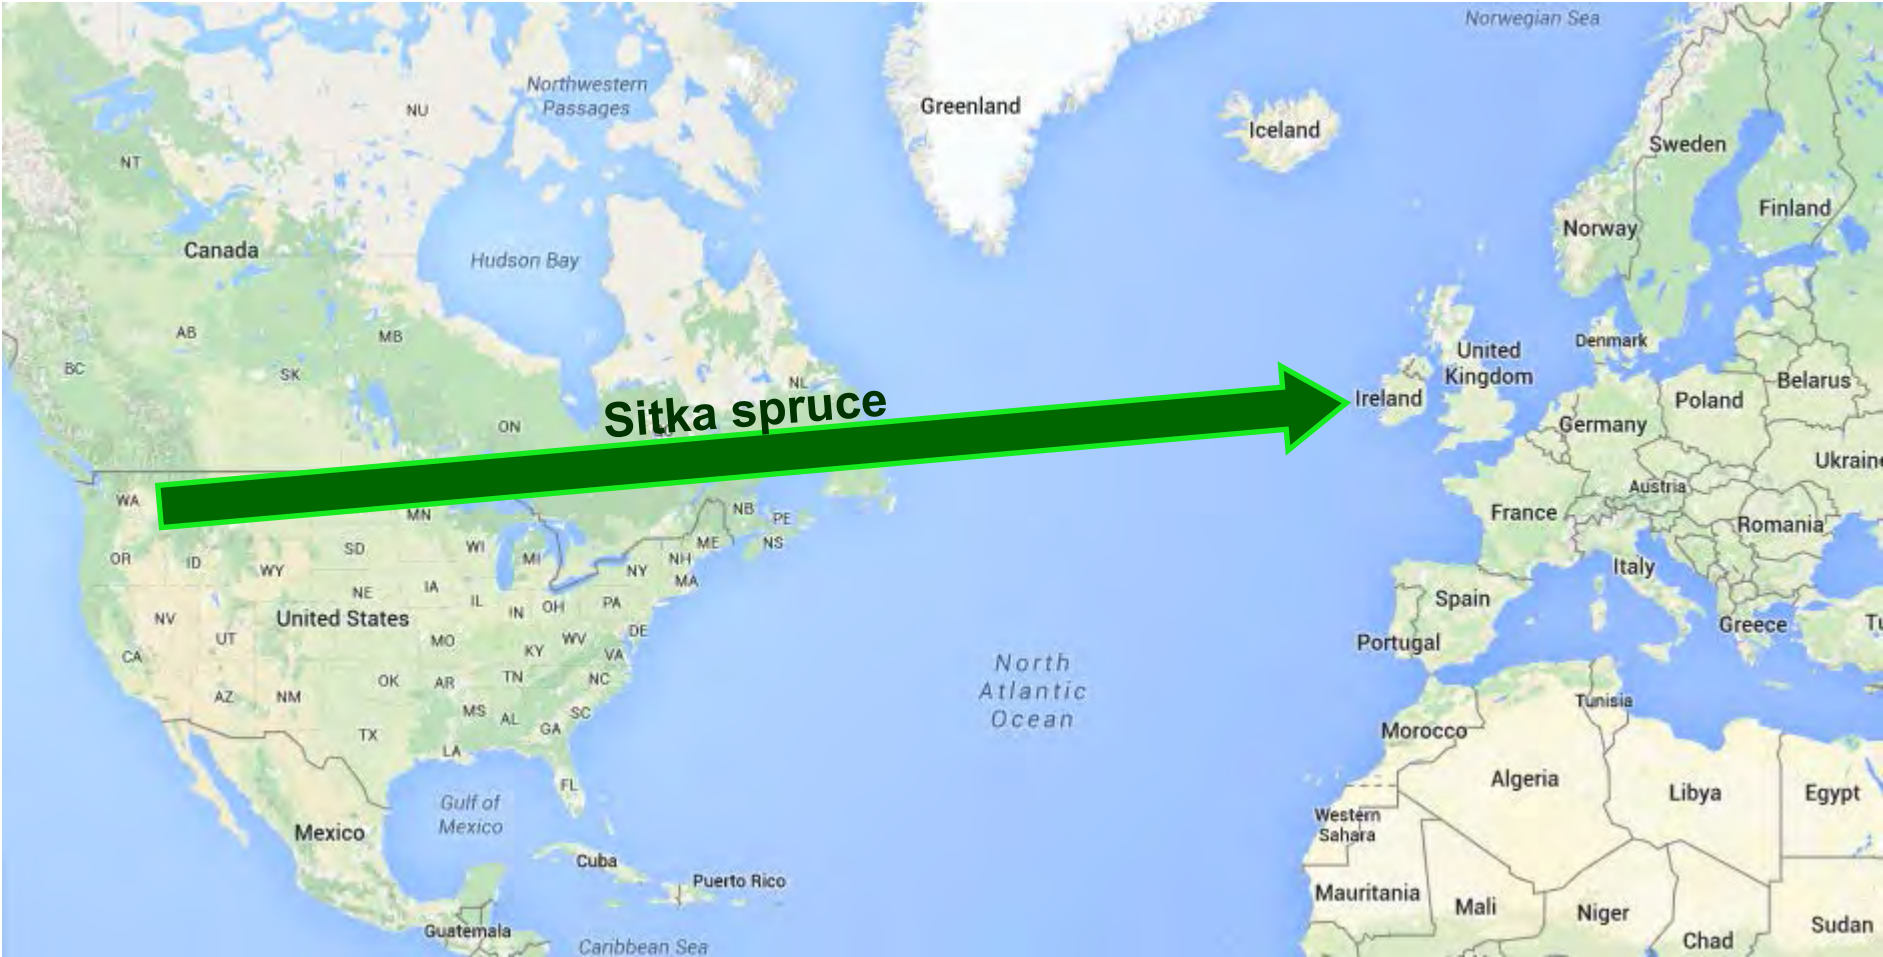 Norwegian Sea
Northwestern
Passages
NU
Greenland
Iceland
Sweden
NT
Finland
Norway
Canada
Hudson Bay
AB
MB
Denmark
United
Kingdom
BC
SK
NL
Belarus
Ireland
Poland
Sitka spruce
ON
Germany
Ukraine
Austria
WA
MN
NB
PE
France
Romania
OR
ID
WY
SD
WI
MI
ME
NS
NH
NY
MA
Italy
NE
IA
IL
IN
OH
PA
Spain
NV
United States
UT
MO
KY
WV
DE
VA
Greece
Tu
Portugal
CA
North
Atlantic
Ocean
AZ
NM
OK
AR
TN
NC
Tunisia
MS
AL
SC
GA
TX
LA
Morocco
FL
Algeria
Libya
Egypt
Gulf of
Mexico
Mexico
Western
Sahara
Cuba
Puerto Rico
Mauritania
Mali
Niger
Guatemala
Caribbean Sea
Chad
Sudan